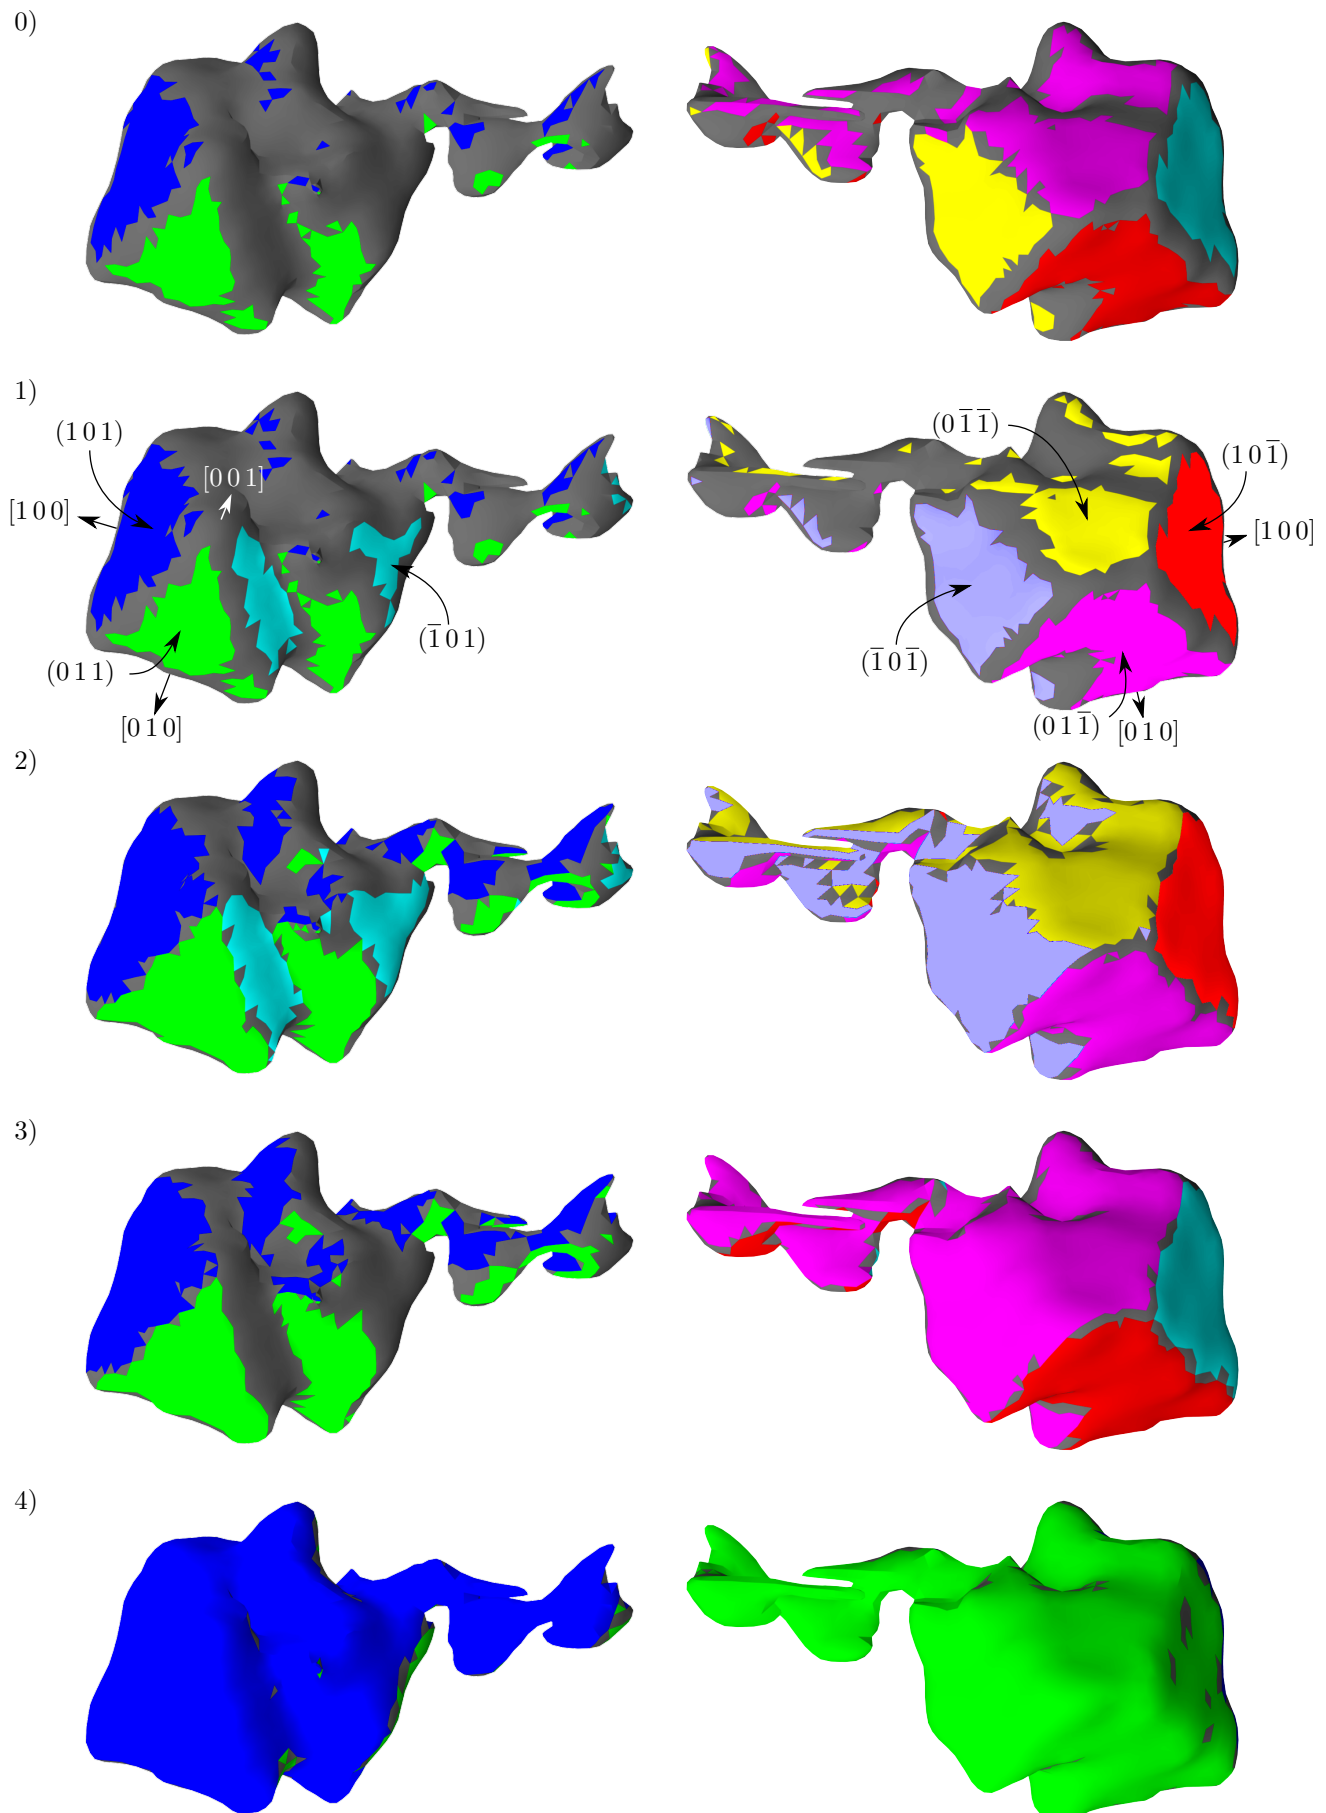 0)
1)
(1 0 1)
[1 0 0]
[0 0 1]
(0 1 1)
[0 1 0]
(1̅ 0 1)
(0 1̅ 1̅)
(1 0 1̅)
[1 0 0]
(1̅ 0 1̅)
(0 1 1̅)
[0 1 0]
2)
3)
4)